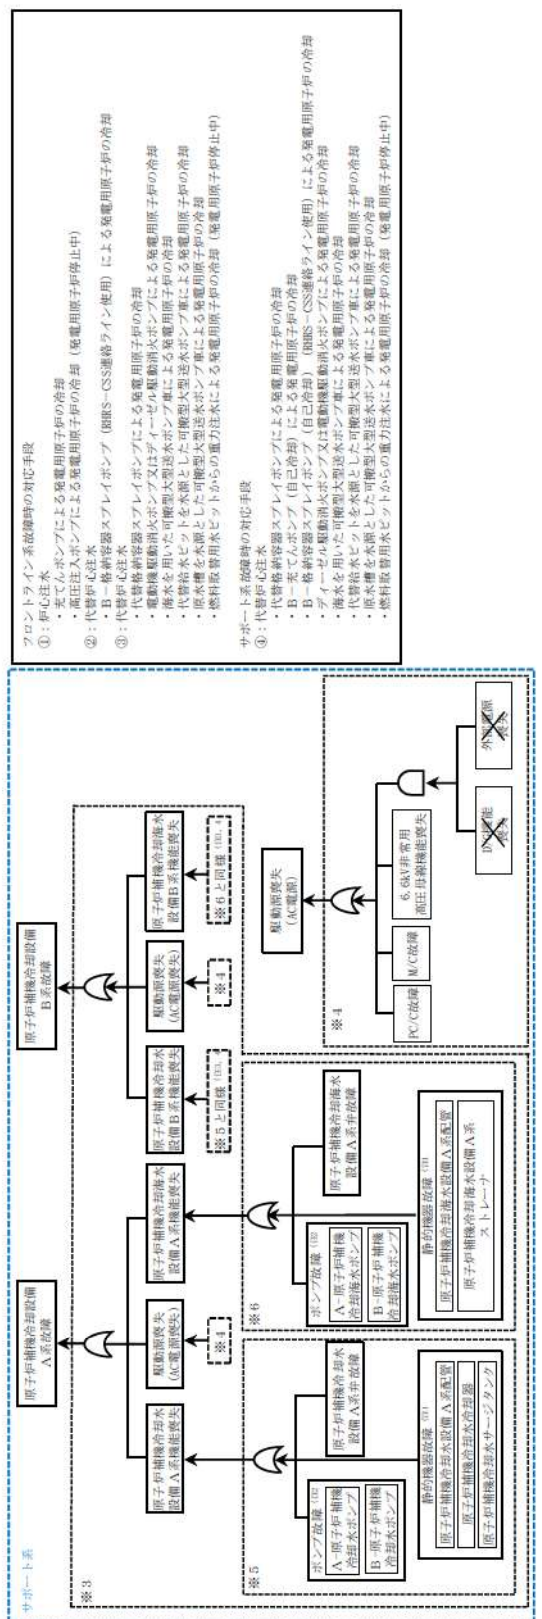 サポート系
※3
原子炉補機冷却設備
A系故障
原子炉補機冷却設備
B系故障
原子炉補機冷却水
設備A系機能喪失
駆動源喪失
(AC電源喪失)
※4
原子炉補機冷却海水
設備A系機能喪失
原子炉補機冷却水
設備B系機能喪失
※5と同様
駆動源喪失
(AC電源喪失)
※4
原子炉補機冷却海水
設備B系機能喪失
※6と同様
※5
ポンプ故障
A-原子炉補機
冷却水ポンプ
B-原子炉補機
冷却水ポンプ
原子炉補機冷却水
設備A系弁故障
静的機器故障
原子炉補機冷却水設備A系配管
原子炉補機冷却水冷却器
原子炉補機冷却水サージタンク
※6
ポンプ故障
A-原子炉補機
冷却海水ポンプ
B-原子炉補機
冷却海水ポンプ
原子炉補機冷却海水
設備A系弁故障
静的機器故障
原子炉補機冷却海水設備A系配管
原子炉補機冷却海水設備A系
ストレーナ
※4
駆動源喪失
(AC電源)
PC/C故障
M/C故障
6.6kV非常用
高圧母線機能喪失
D/G機能
喪失
外部電源
喪失
フロントライン系故障時の対応手段
①:炉心注水
・充てんポンプによる発電用原子炉の冷却
・高圧注入ポンプによる発電用原子炉の冷却(発電用原子炉停止中)
②:代替炉心注水
・B-格納容器スプレイポンプ(RHRS-CSS連絡ライン使用)による発電用原子炉の冷却
③:代替炉心注水
・代替格納容器スプレイポンプによる発電用原子炉の冷却
・電動機駆動消火ポンプ又はディーゼル駆動消火ポンプによる発電用原子炉の冷却
・海水を用いた可搬型大型送水ポンプ車による発電用原子炉の冷却
・代替給水ピットを水源とした可搬型大型送水ポンプ車による発電用原子炉の冷却
・原水槽を水源とした可搬型大型送水ポンプ車による発電用原子炉の冷却
・燃料取替用水ピットからの重力注水による発電用原子炉の冷却(発電用原子炉停止中)
サポート系故障時の対応手段
④:代替炉心注水
・代替格納容器スプレイポンプによる発電用原子炉の冷却
・B-充てんポンプ(自己冷却)による発電用原子炉の冷却
・B-格納容器スプレイポンプ(自己冷却)(RHRS-CSS連絡ライン使用)による発電用原子炉の冷却
・ディーゼル駆動消火ポンプ又は電動機駆動消火ポンプによる発電用原子炉の冷却
・海水を用いた可搬型大型送水ポンプ車による発電用原子炉の冷却
・代替給水ピットを水源とした可搬型大型送水ポンプ車による発電用原子炉の冷却
・原水槽を水源とした可搬型大型送水ポンプ車による発電用原子炉の冷却
・燃料取替用水ピットからの重力注水による発電用原子炉の冷却(発電用原子炉停止中)